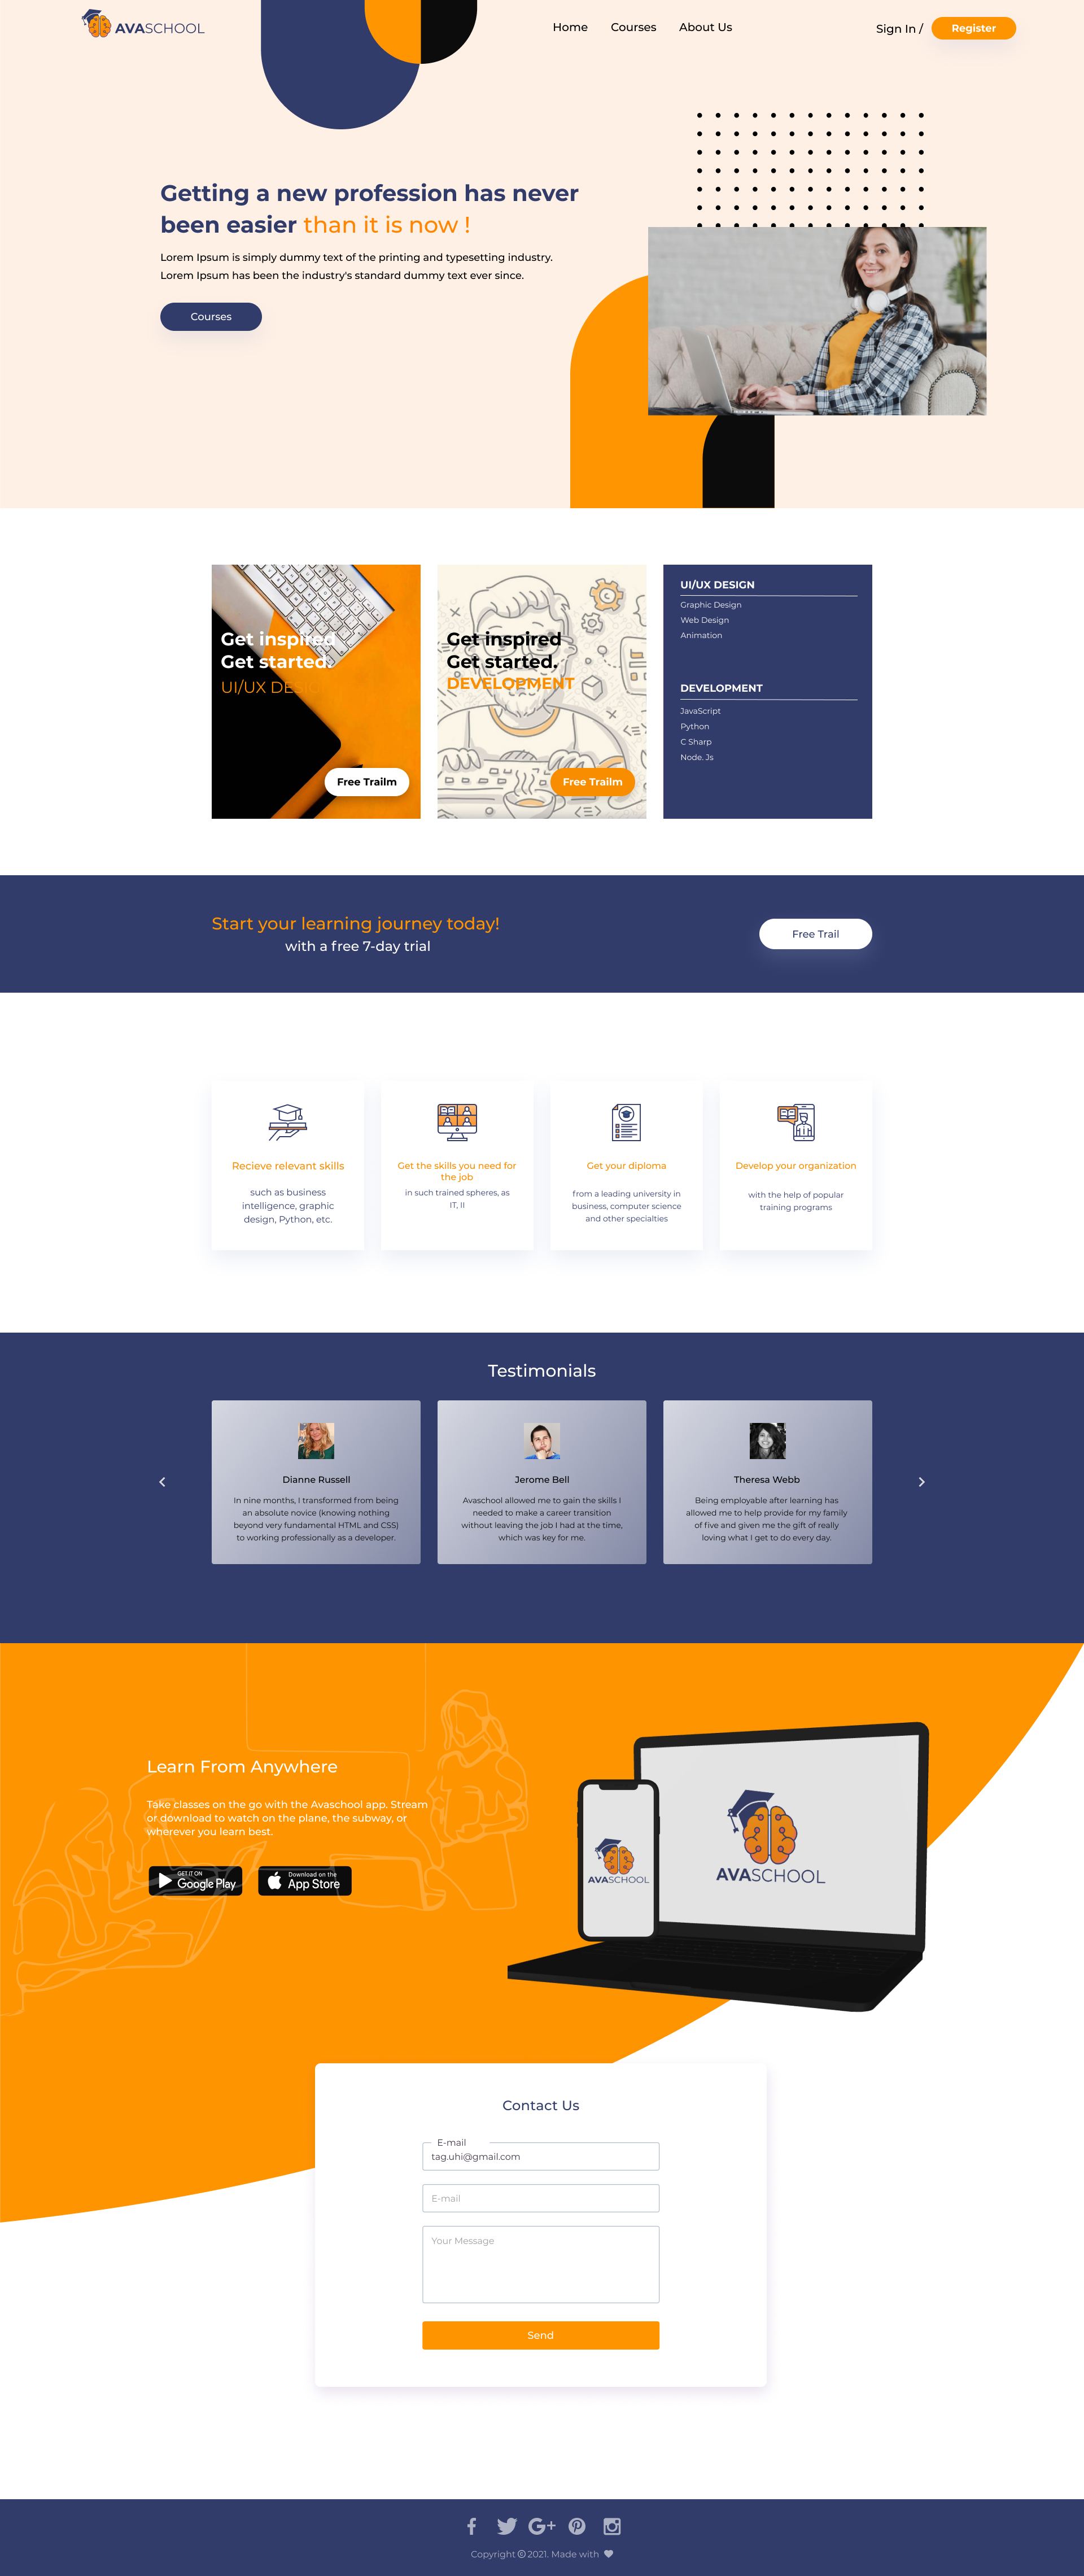 AVASCHOOL
Home
Courses
About Us
Sign In /
Register
Getting a new profession has never
been easier than it is now !
Lorem Ipsum is simply dummy text of the printing and typesetting industry.
Lorem Ipsum has been the industry's standard dummy text ever since.
Courses
Get inspired
Get started.
UI/UX DESIGN
Free Trailm
Get inspired
Get started.
DEVELOPMENT
Free Trailm
UI/UX DESIGN
Graphic Design
Web Design
Animation
DEVELOPMENT
JavaScript
Python
C Sharp
Node. Js
Start your learning journey today!
with a free 7-day trial
Free Trail
Recieve relevant skills
such as business
intelligence, graphic
design, Python, etc.
Get the skills you need for
the job
in such trained spheres, as
IT, II
Get your diploma
from a leading university in
business, computer science
and other specialties
Develop your organization
with the help of popular
training programs
Testimonials
Dianne Russell
In nine months, I transformed from being
an absolute novice (knowing nothing
beyond very fundamental HTML and CSS)
to working professionally as a developer.
Jerome Bell
Avaschool allowed me to gain the skills I
needed to make a career transition
without leaving the job I had at the time,
which was key for me.
Theresa Webb
Being employable after learning has
allowed me to help provide for my family
of five and given me the gift of really
loving what I get to do every day.
Learn From Anywhere
Take classes on the go with the Avaschool app. Stream
or download to watch on the plane, the subway, or
wherever you learn best.
GET IT ON
Google Play
Download on the
App Store
AVASCHOOL
AVASCHOOL
Contact Us
E-mail
tag.uhi@gmail.com
E-mail
Your Message
Send
Copyright © 2021. Made with